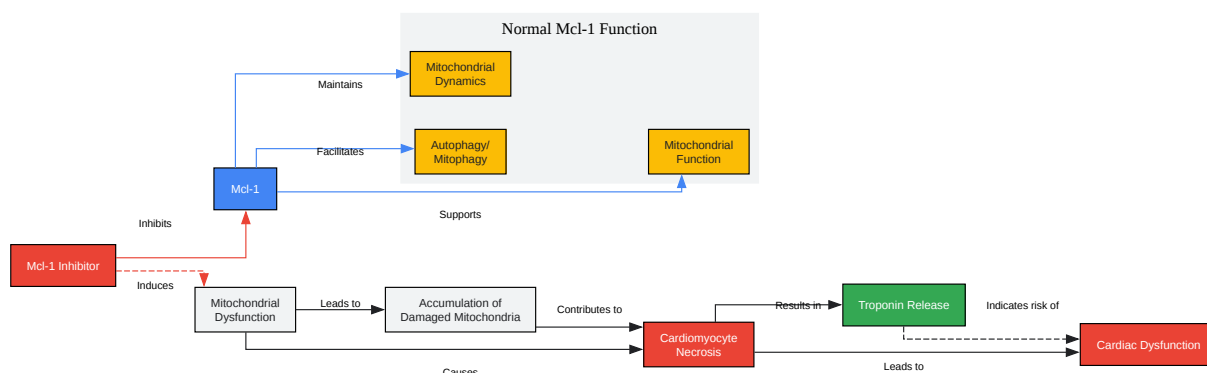 Normal Mcl-1 Function
Mitochondrial
Dynamics
Maintains
Autophagy/
Mitophagy
Mitochondrial
Function
Facilitates
Mcl-1
Supports
Inhibits
Mcl-1 Inhibitor
Induces
Mitochondrial
Dysfunction
Leads to
Accumulation of
Damaged Mitochondria
Contributes to
Causes
Cardiomyocyte
Necrosis
Results in
Troponin Release
Indicates risk of
Leads to
Cardiac Dysfunction